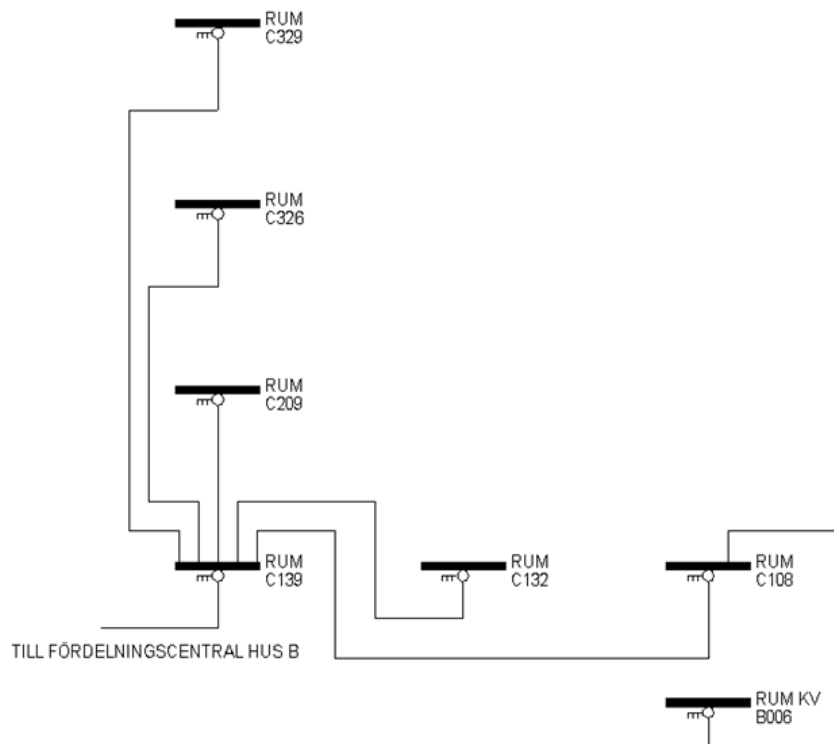 RUM
C329
RUM
C326
RUM
C209
RUM
C139
RUM
C132
RUM
C108
TILL FÖRDELNINGSCENTRAL HUS B
RUM KV
B006